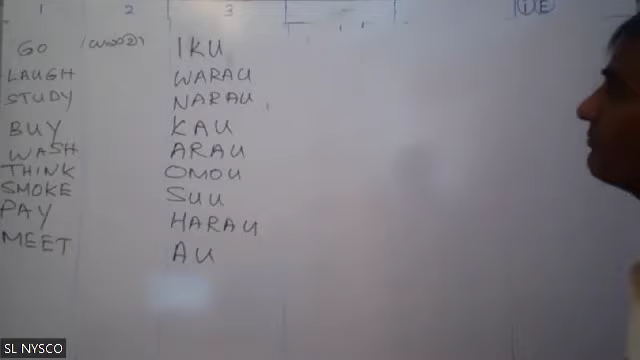 1 2 3 i E
GO IKU
LAUGH WARAU
STUDY NARAU
BUY KAU
WASH ARAU
THINK OMOU
SMOKE SUU
PAY HARAU
MEET AU
SL NYSCO